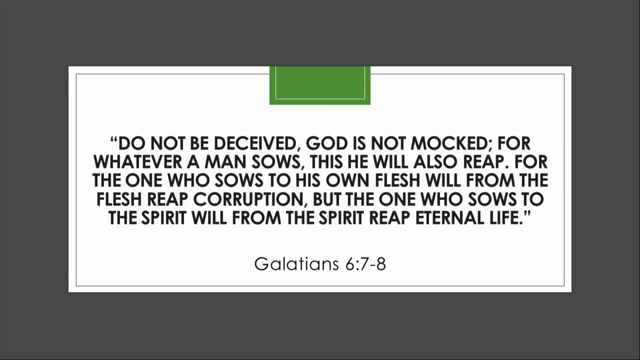 “DO NOT BE DECEIVED, GOD IS NOT MOCKED; FOR
WHATEVER A MAN SOWS, THIS HE WILL ALSO REAP. FOR
THE ONE WHO SOWS TO HIS OWN FLESH WILL FROM THE
FLESH REAP CORRUPTION, BUT THE ONE WHO SOWS TO
THE SPIRIT WILL FROM THE SPIRIT REAP ETERNAL LIFE.”
Galatians 6:7-8